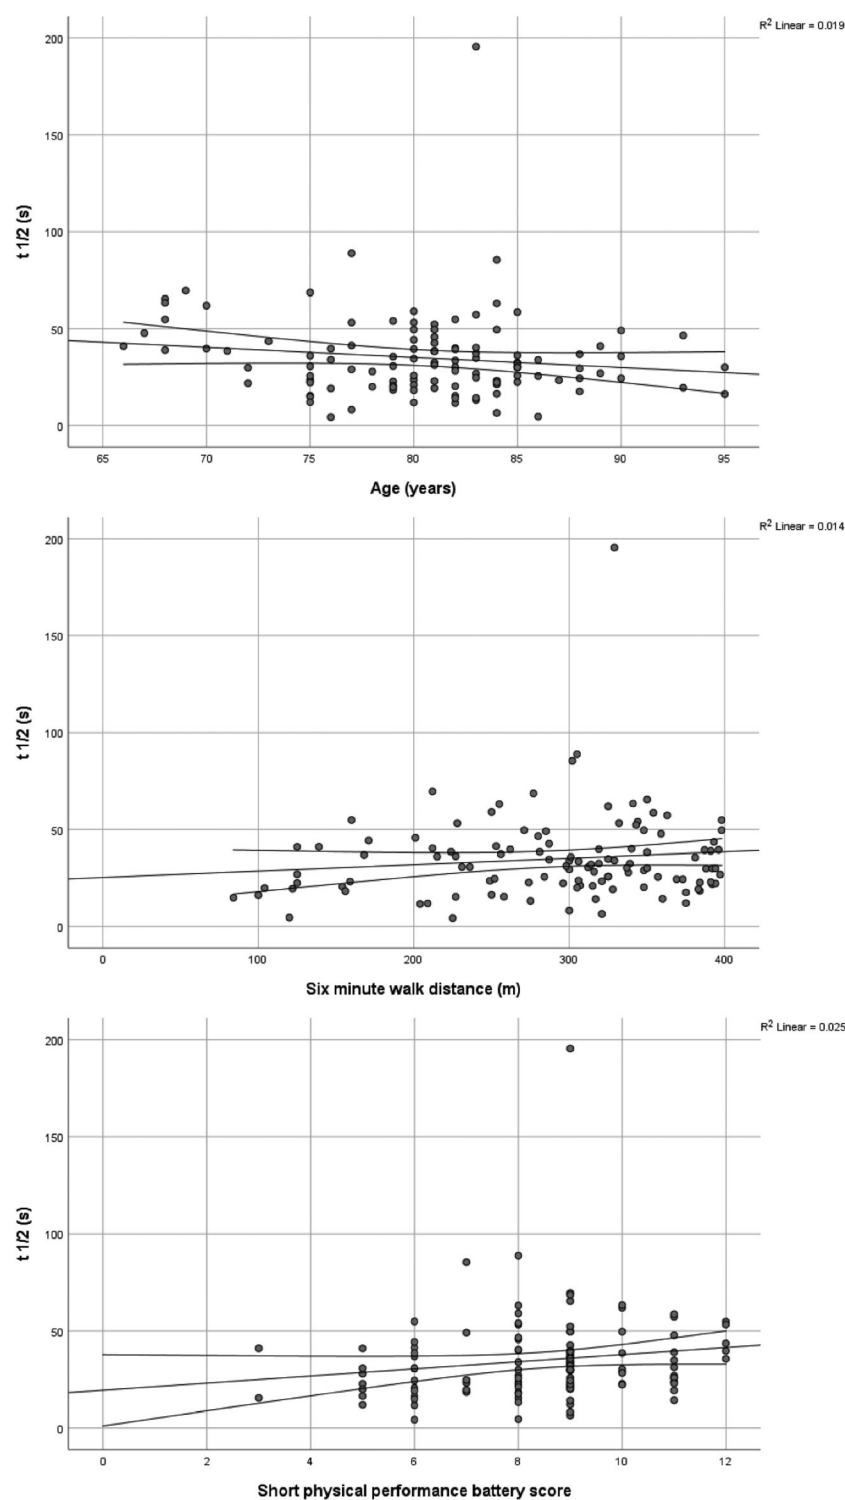 R² Linear = 0.019
200
150
100
50
0
t 1/2 (s)
65 70 75 80 85 90 95
Age (years)
R² Linear = 0.014
200
150
100
50
0
t 1/2 (s)
0 100 200 300 400
Six minute walk distance (m)
R² Linear = 0.025
200
150
100
50
0
t 1/2 (s)
0 2 4 6 8 10 12
Short physical performance battery score